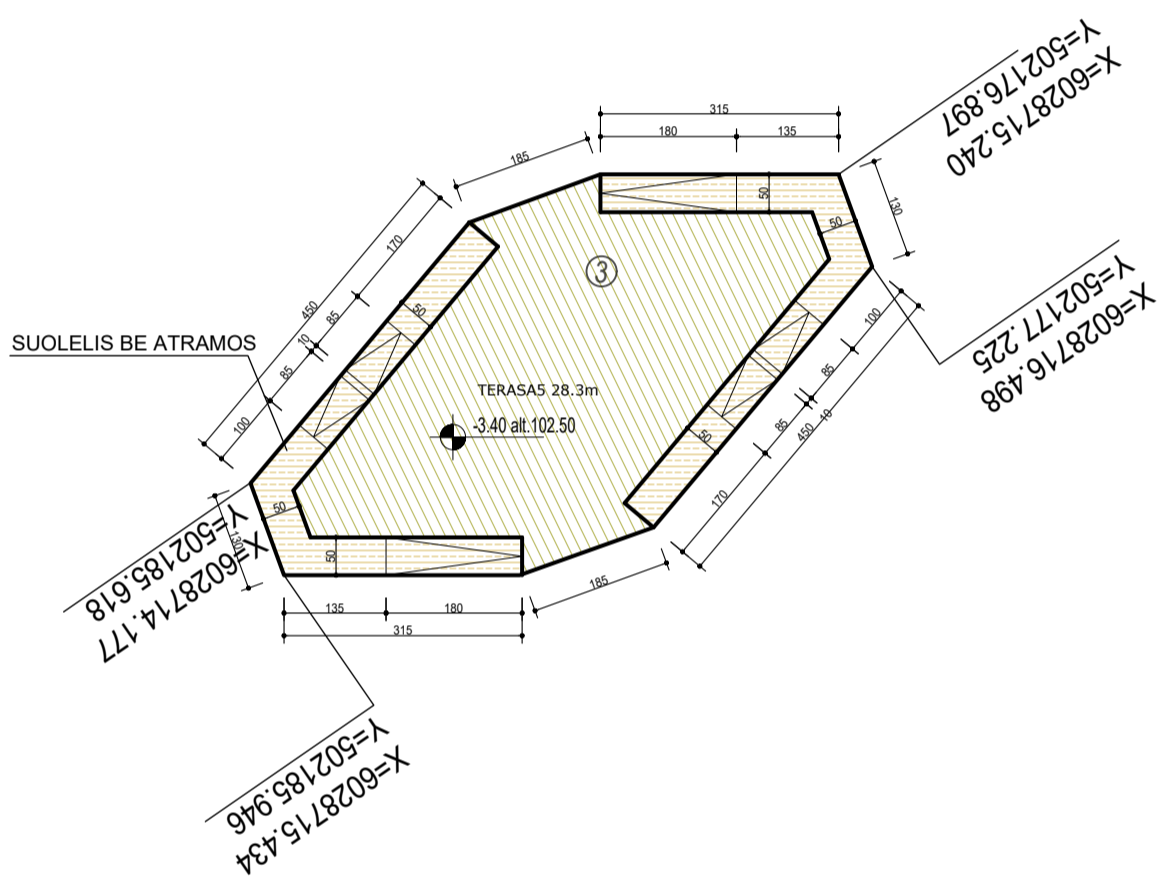 Y=502176.897
X=6028715.240
315
180
135
185
50
130
50
3
Y=502177.225
X=6028716.498
450
170
85
10
85
100
50
SUOLELIS BE ATRAMOS
TERASA5 28.3m
-3.40 alt.102.50
100
85
10
85
450
170
50
50
130
50
Y=502185.618
X=6028714.177
135
180
315
185
Y=502185.946
X=6028715.434